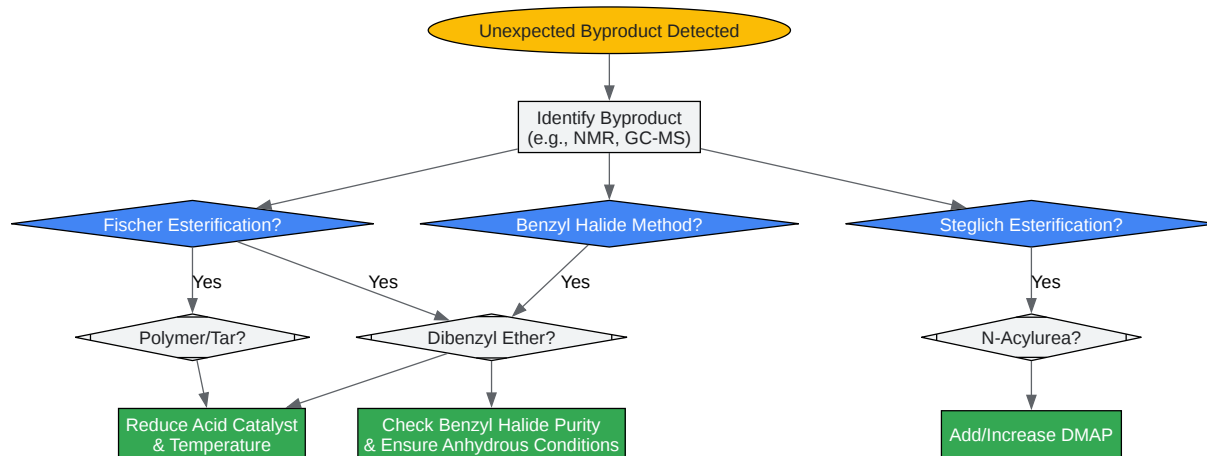 Unexpected Byproduct Detected
Identify Byproduct
(e.g., NMR, GC-MS)
Fischer Esterification?
Benzyl Halide Method?
Steglich Esterification?
Yes
Yes
Yes
Yes
Polymer/Tar?
Dibenzyl Ether?
N-Acylurea?
Reduce Acid Catalyst
& Temperature
Check Benzyl Halide Purity
& Ensure Anhydrous Conditions
Add/Increase DMAP